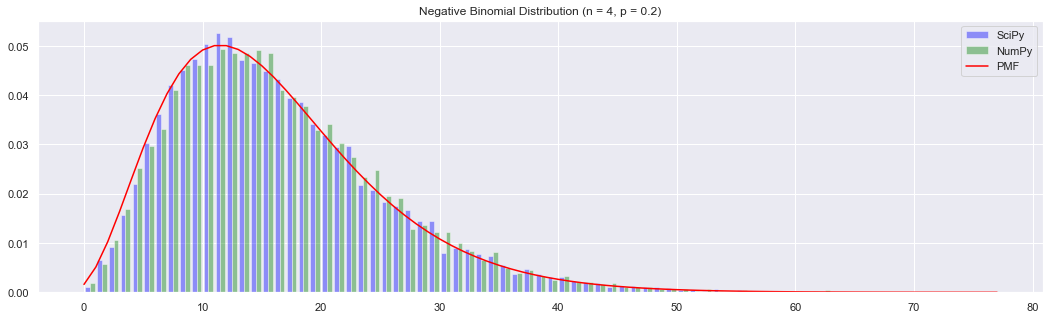 Negative Binomial Distribution (n = 4, p = 0.2)
SciPy
NumPy
PMF
0.05
0.04
0.03
0.02
0.01
0.00
0 10 20 30 40 50 60 70 80